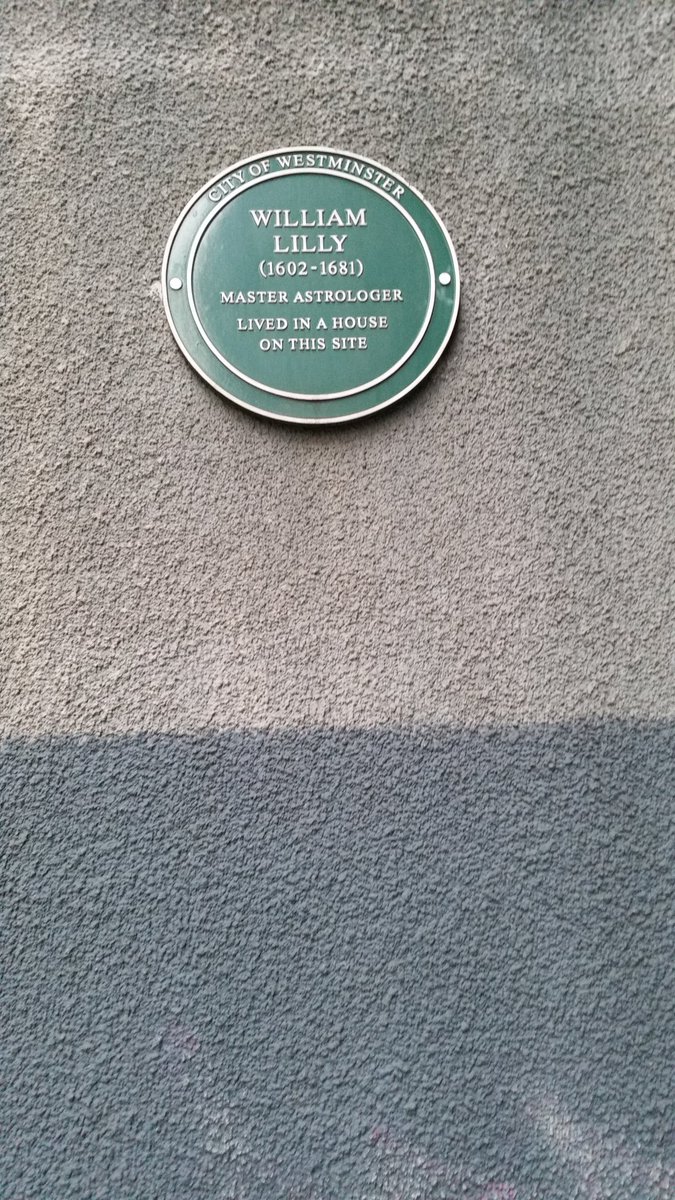 CITY OF WESTMINSTER
WILLIAM
LILLY
(1602-1681)
MASTER ASTROLOGER
LIVED IN A HOUSE
ON THIS SITE